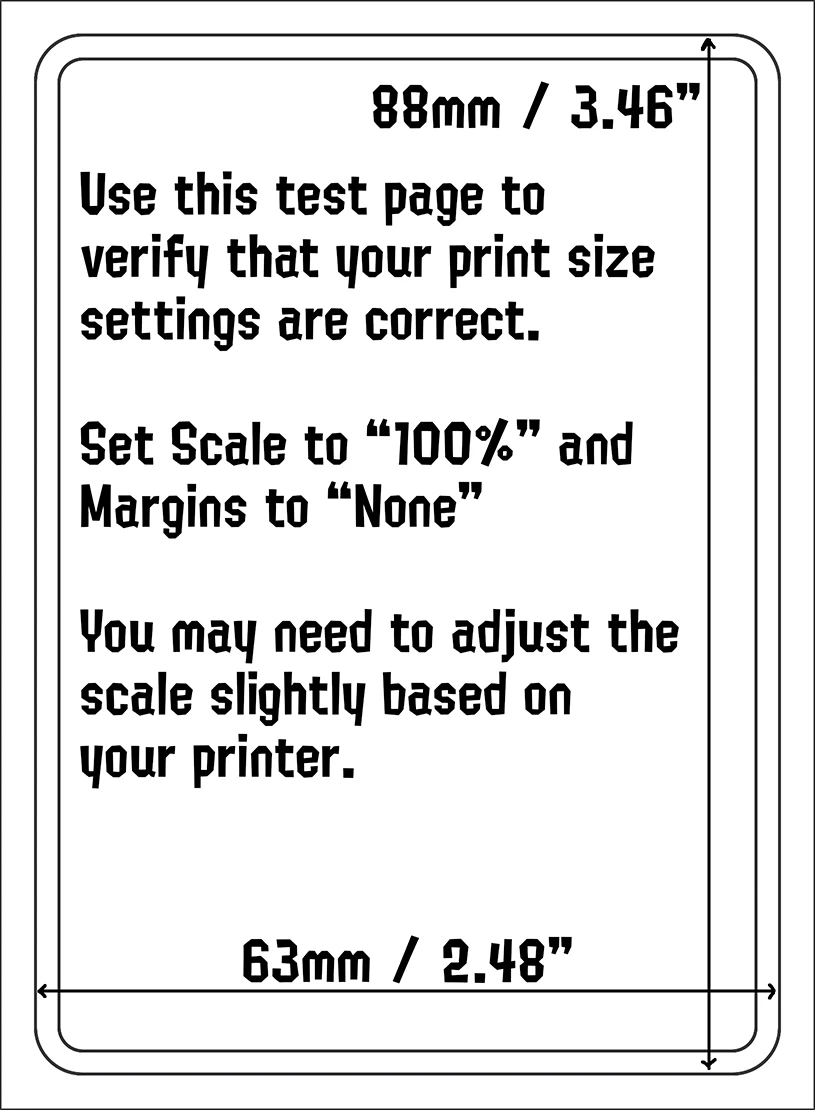 88mm / 3.46”
Use this test page to
verify that your print size
settings are correct.
Set Scale to “100%” and
Margins to “None”
You may need to adjust the
scale slightly based on
your printer.
63mm / 2.48”